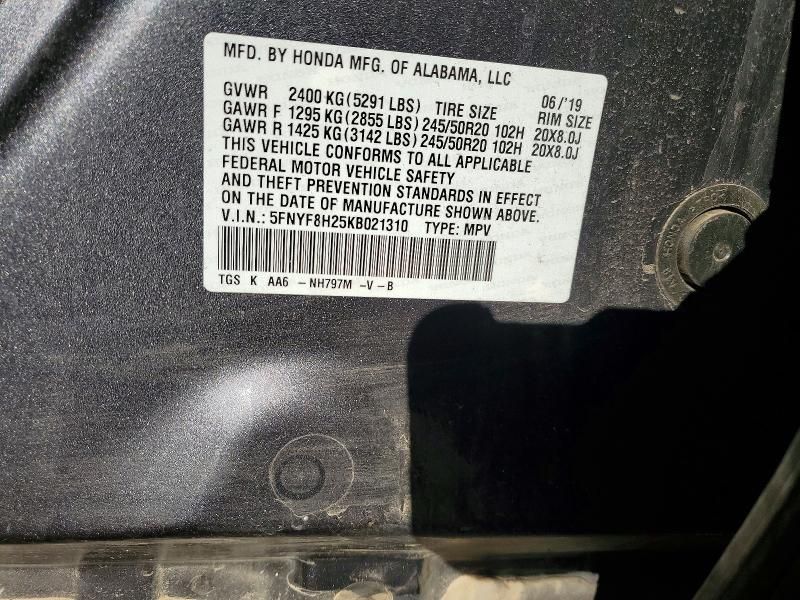 MFD. BY HONDA MFG. OF ALABAMA, LLC
06/'19
GVWR 2400 KG(5291 LBS) TIRE SIZE RIM SIZE
GAWR F 1295 KG(2855 LBS)245/50R20 102H 20X8.0J
GAWR R 1425 KG(3142 LBS)245/50R20 102H 20X8.0J
THIS VEHICLE CONFORMS TO ALL APPLICABLE
FEDERAL MOTOR VEHICLE SAFETY
AND THEFT PREVENTION STANDARDS IN EFFECT
ON THE DATE OF MANUFACTURE SHOWN ABOVE.
V.I.N.: 5FNYF8H25KB021310 TYPE: MPV
TGS K AA6 -NH797M -V -B
HONDA